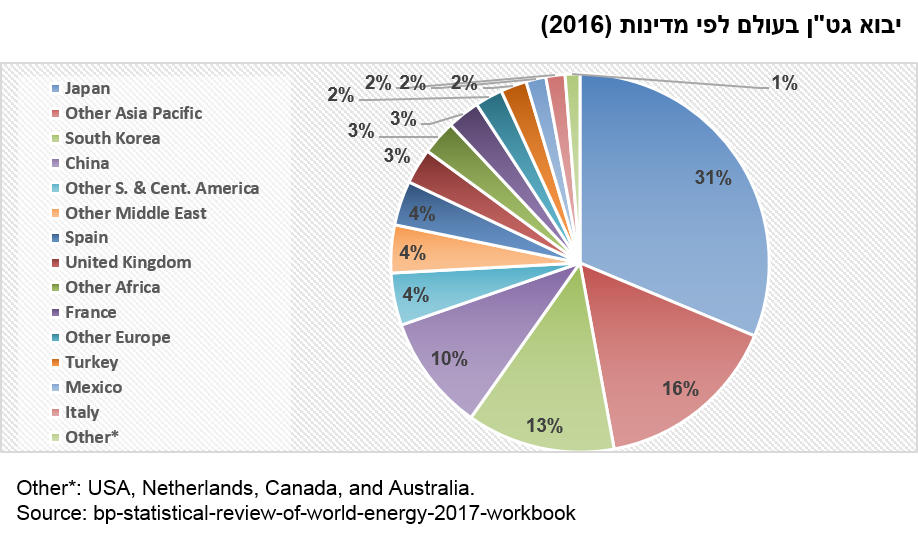 יבוא גט"ן בעולם לפי מדינות (2016)
Japan
Other Asia Pacific
South Korea
China
Other S. & Cent. America
Other Middle East
Spain
United Kingdom
Other Africa
France
Other Europe
Turkey
Mexico
Italy
Other*
31%
16%
13%
10%
4%
4%
4%
3%
3%
3%
2%
2%
2%
2%
1%
Other*: USA, Netherlands, Canada, and Australia.
Source: bp-statistical-review-of-world-energy-2017-workbook